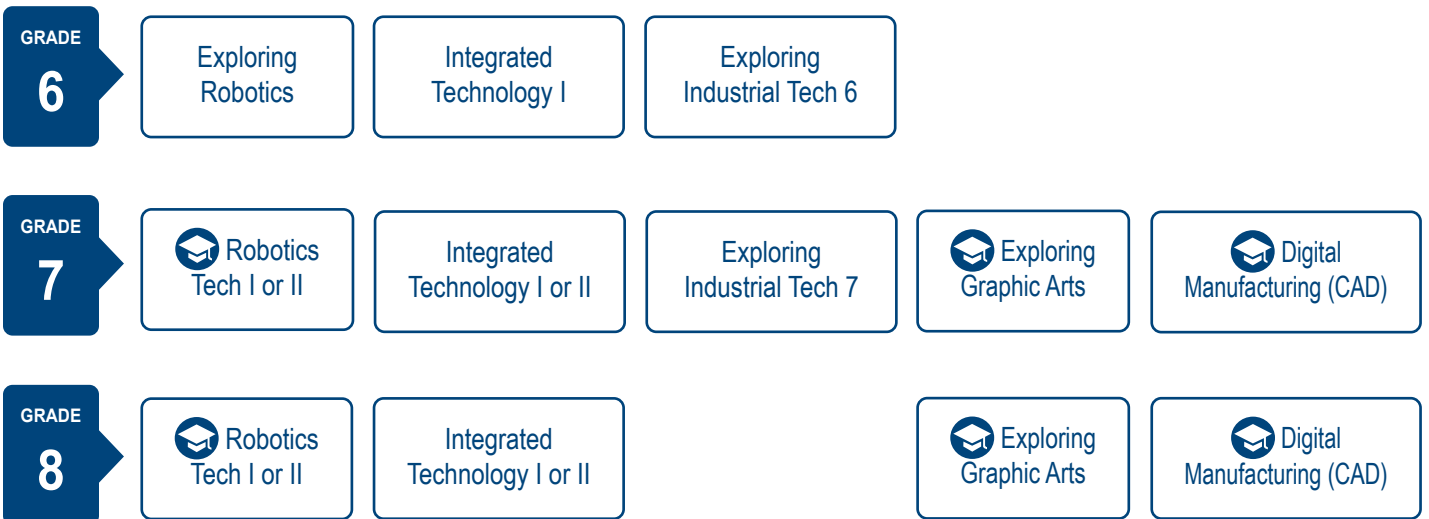 GRADE
6
Exploring
Robotics
Integrated
Technology I
Exploring
Industrial Tech 6
GRADE
7
Robotics
Tech I or II
Integrated
Technology I or II
Exploring
Industrial Tech 7
Exploring
Graphic Arts
Digital
Manufacturing (CAD)
GRADE
8
Robotics
Tech I or II
Integrated
Technology I or II
Exploring
Graphic Arts
Digital
Manufacturing (CAD)